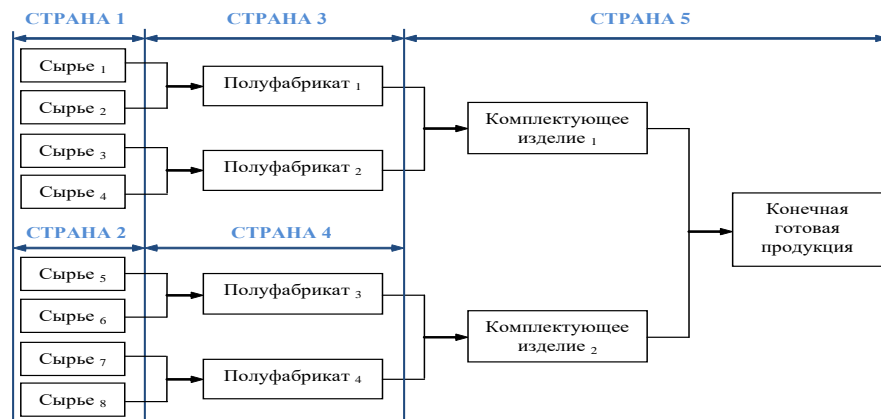 СТРАНА 1
СТРАНА 3
СТРАНА 5
Сырье 1
Сырье 2
Сырье 3
Сырье 4
Полуфабрикат 1
Полуфабрикат 2
Комплектующее
изделие 1
Конечная
готовая
продукция
СТРАНА 2
СТРАНА 4
Сырье 5
Сырье 6
Сырье 7
Сырье 8
Полуфабрикат 3
Полуфабрикат 4
Комплектующее
изделие 2